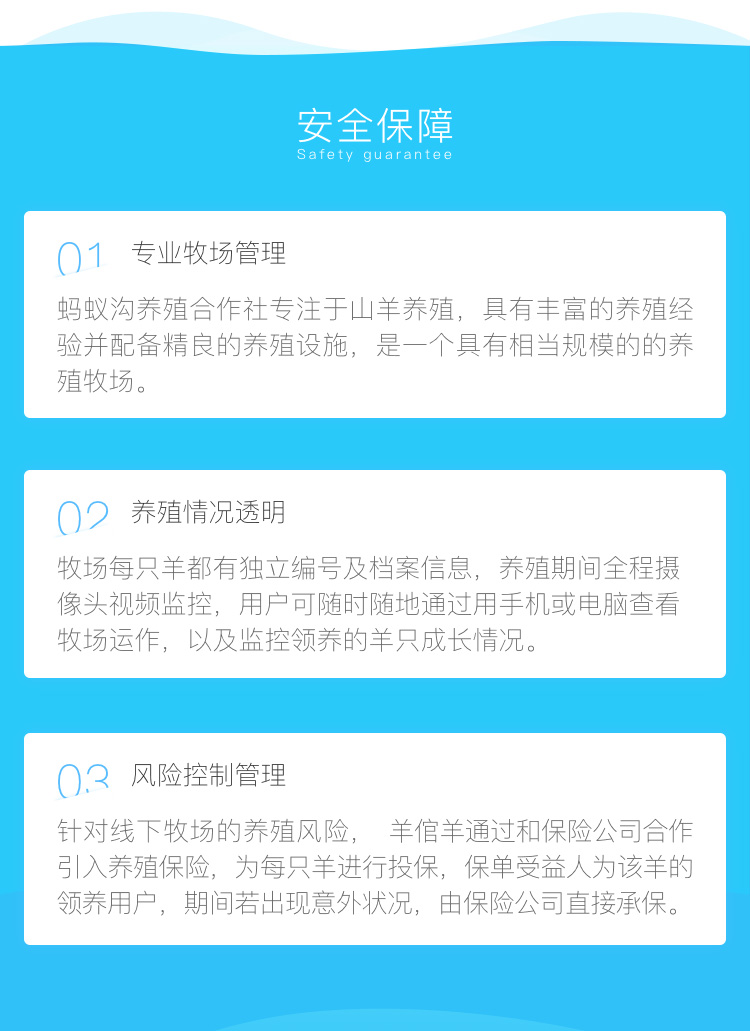 安全保障
Safety guarantee
01 专业牧场管理
蚂蚁沟养殖合作社专注于山羊养殖，具有丰富的养殖经
验并配备精良的养殖设施，是一个具有相当规模的的养
殖牧场。
02 养殖情况透明
牧场每只羊都有独立编号及档案信息，养殖期间全程摄
像头视频监控，用户可随时随地通过用手机或电脑查看
牧场运作，以及监控领养的羊只成长情况。
03 风险控制管理
针对线下牧场的养殖风险， 羊倌羊通过和保险公司合作
引入养殖保险，为每只羊进行投保，保单受益人为该羊的
领养用户，期间若出现意外状况，由保险公司直接承保。